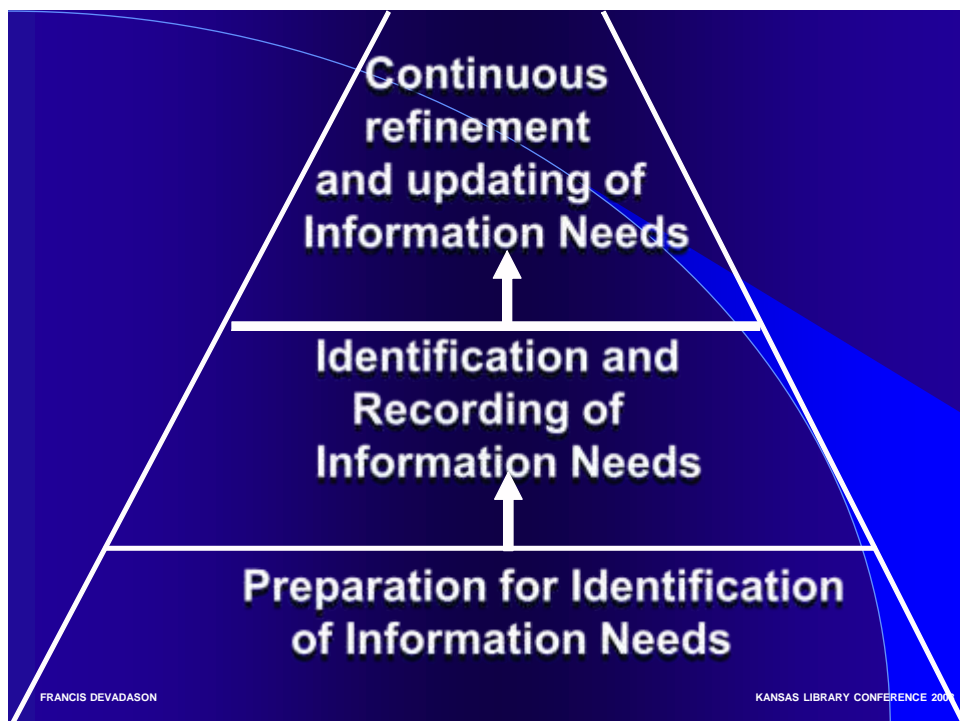 Continuous
refinement
and updating of
Information Needs
Identification and
Recording of
Information Needs
Preparation for Identification
of Information Needs
FRANCIS DEVADASON
KANSAS LIBRARY CONFERENCE